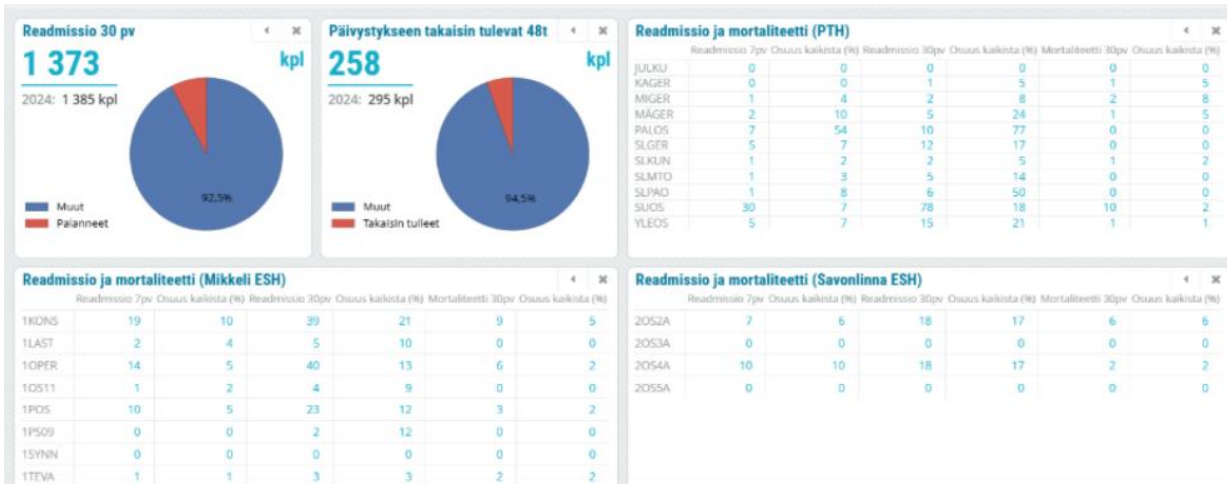 Readmissio 30 pv
1 373 kpl
2024: 1 385 kpl
92,5%
Muut
Palanneet
Päivystykseen takaisin tulevat 48t
258 kpl
2024: 295 kpl
94,5%
Muut
Takaisin tulleet
Readmissio ja mortaliteetti (PTH)
Readmissio 7pv Osuus kaikista (%) Readmissio 30pv Osuus kaikista (%) Mortaliteetti 30pv Osuus kaikista (%)
JULKU 0 0 0 0 0 0
KAGER 0 0 1 5 1 5
MIGER 1 4 2 8 2 8
MÄGER 2 10 5 24 1 5
PALOS 7 54 10 77 0 0
SLGER 5 7 12 17 0 0
SLKUN 1 2 2 5 1 2
SLMTO 1 3 5 14 0 0
SLPAO 1 8 6 50 0 0
SUOS 30 7 78 18 10 2
YLEOS 5 7 15 21 1 1
Readmissio ja mortaliteetti (Mikkeli ESH)
Readmissio 7pv Osuus kaikista (%) Readmissio 30pv Osuus kaikista (%) Mortaliteetti 30pv Osuus kaikista (%)
1KONS 19 10 39 21 9 5
1LAST 2 4 5 10 0 0
1OPER 14 5 40 13 6 2
1OS11 1 2 4 9 0 0
1POS 10 5 23 12 3 2
1PS09 0 0 2 12 0 0
1SYNN 0 0 0 0 0 0
1TEVA 1 1 3 3 2 2
Readmissio ja mortaliteetti (Savonlinna ESH)
Readmissio 7pv Osuus kaikista (%) Readmissio 30pv Osuus kaikista (%) Mortaliteetti 30pv Osuus kaikista (%)
2OS2A 7 6 18 17 6 6
2OS3A 0 0 0 0 0 0
2OS4A 10 10 18 17 2 2
2OS5A 0 0 0 0 0 0